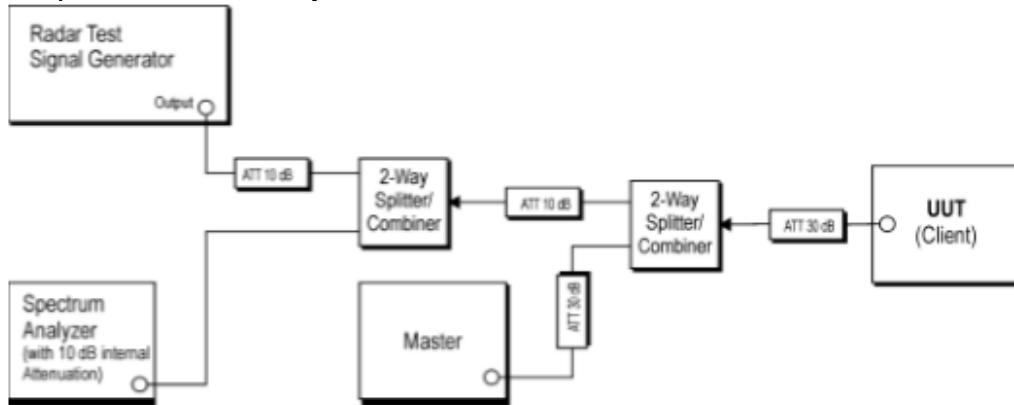 Radar Test
Signal Generator
Output
ATT 10 dB
2-Way
Splitter/
Combiner
ATT 10 dB
2-Way
Splitter/
Combiner
ATT 30 dB
UUT
(Client)
Spectrum
Analyzer
(with 10 dB internal
Attenuation)
Master
ATT 30 dB